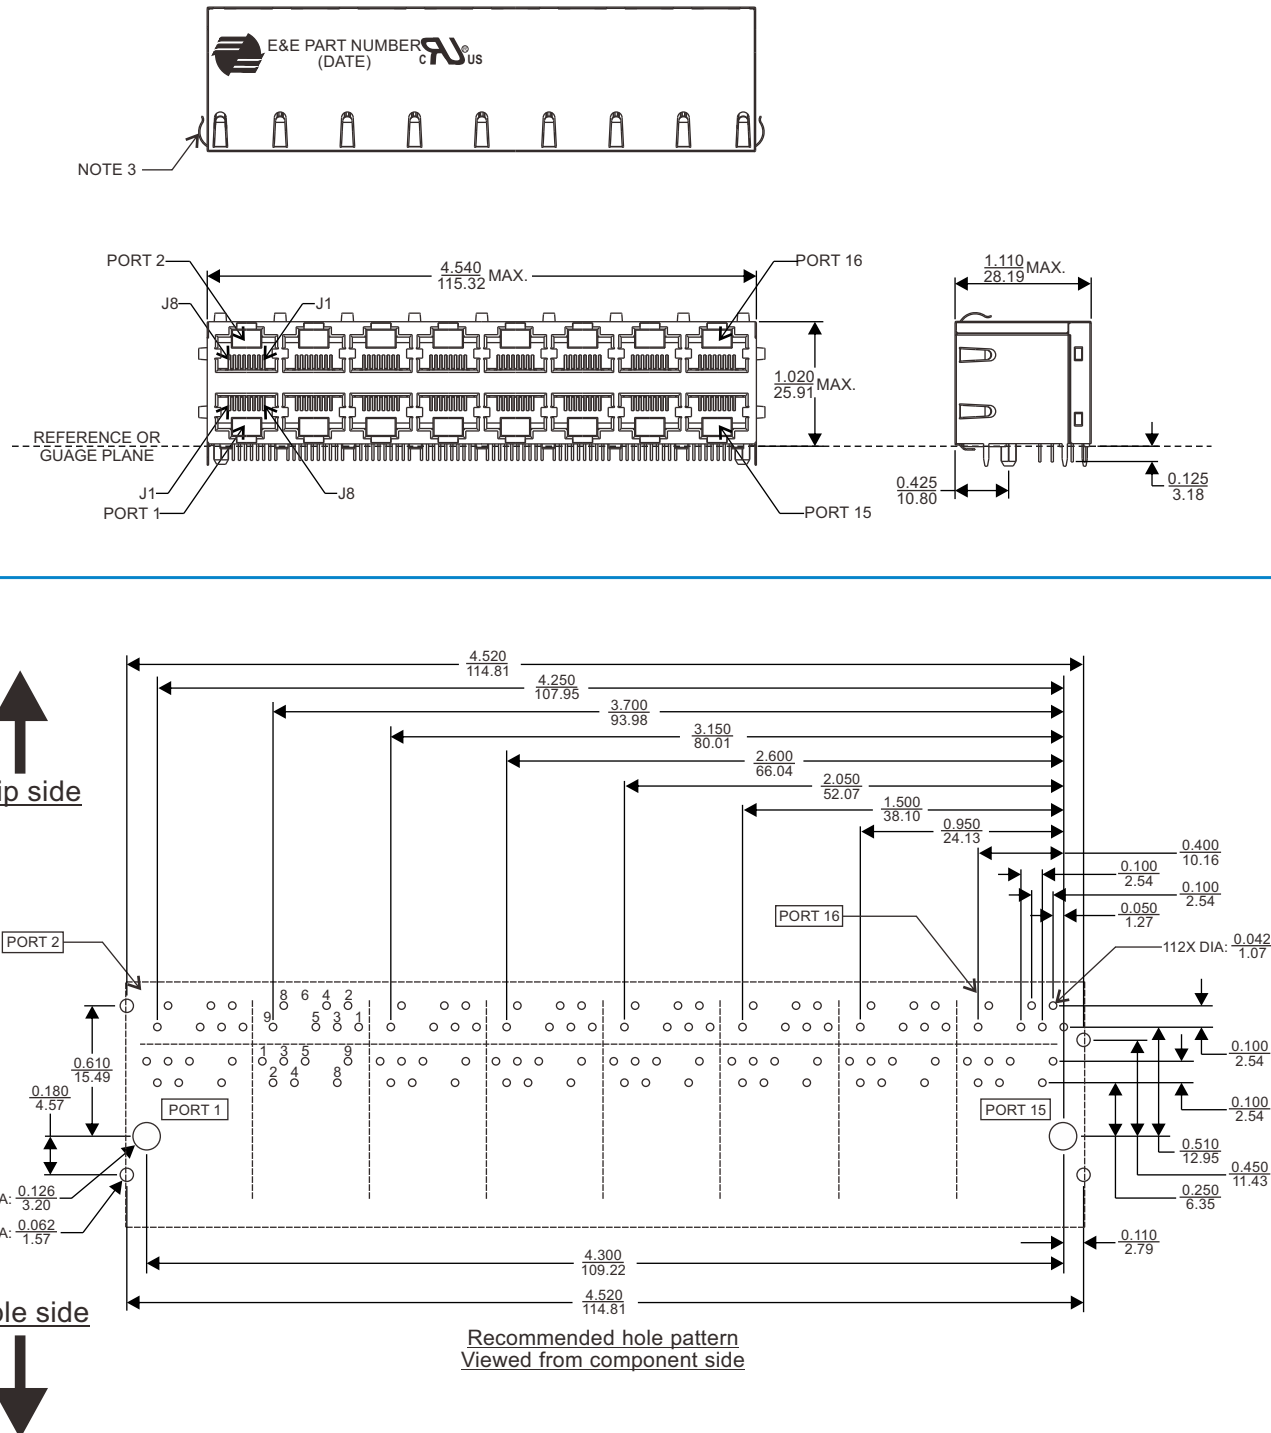 E&E PART NUMBER
(DATE)
c RU ® US
NOTE 3
PORT 2
4.540
115.32 MAX.
PORT 16
1.110
28.19 MAX.
J8
J1
1.020
25.91 MAX.
REFERENCE OR
GUAGE PLANE
J1
J8
PORT 1
PORT 15
0.425
10.80
0.125
3.18
4.520
114.81
4.250
107.95
3.700
93.98
3.150
80.01
2.600
66.04
2.050
52.07
1.500
38.10
0.950
24.13
0.400
10.16
0.100
2.54
0.100
2.54
0.050
1.27
ip side
PORT 2
PORT 16
112X DIA: 0.042
1.07
8 6 4 2
9 5 3 1
1 3 5 9
2 4 8
0.610
15.49
0.180
4.57
PORT 1
PORT 15
0.100
2.54
0.100
2.54
0.510
12.95
0.450
11.43
0.250
6.35
A: 0.126
3.20
A: 0.062
1.57
0.110
2.79
4.300
109.22
4.520
114.81
ole side
Recommended hole pattern
Viewed from component side